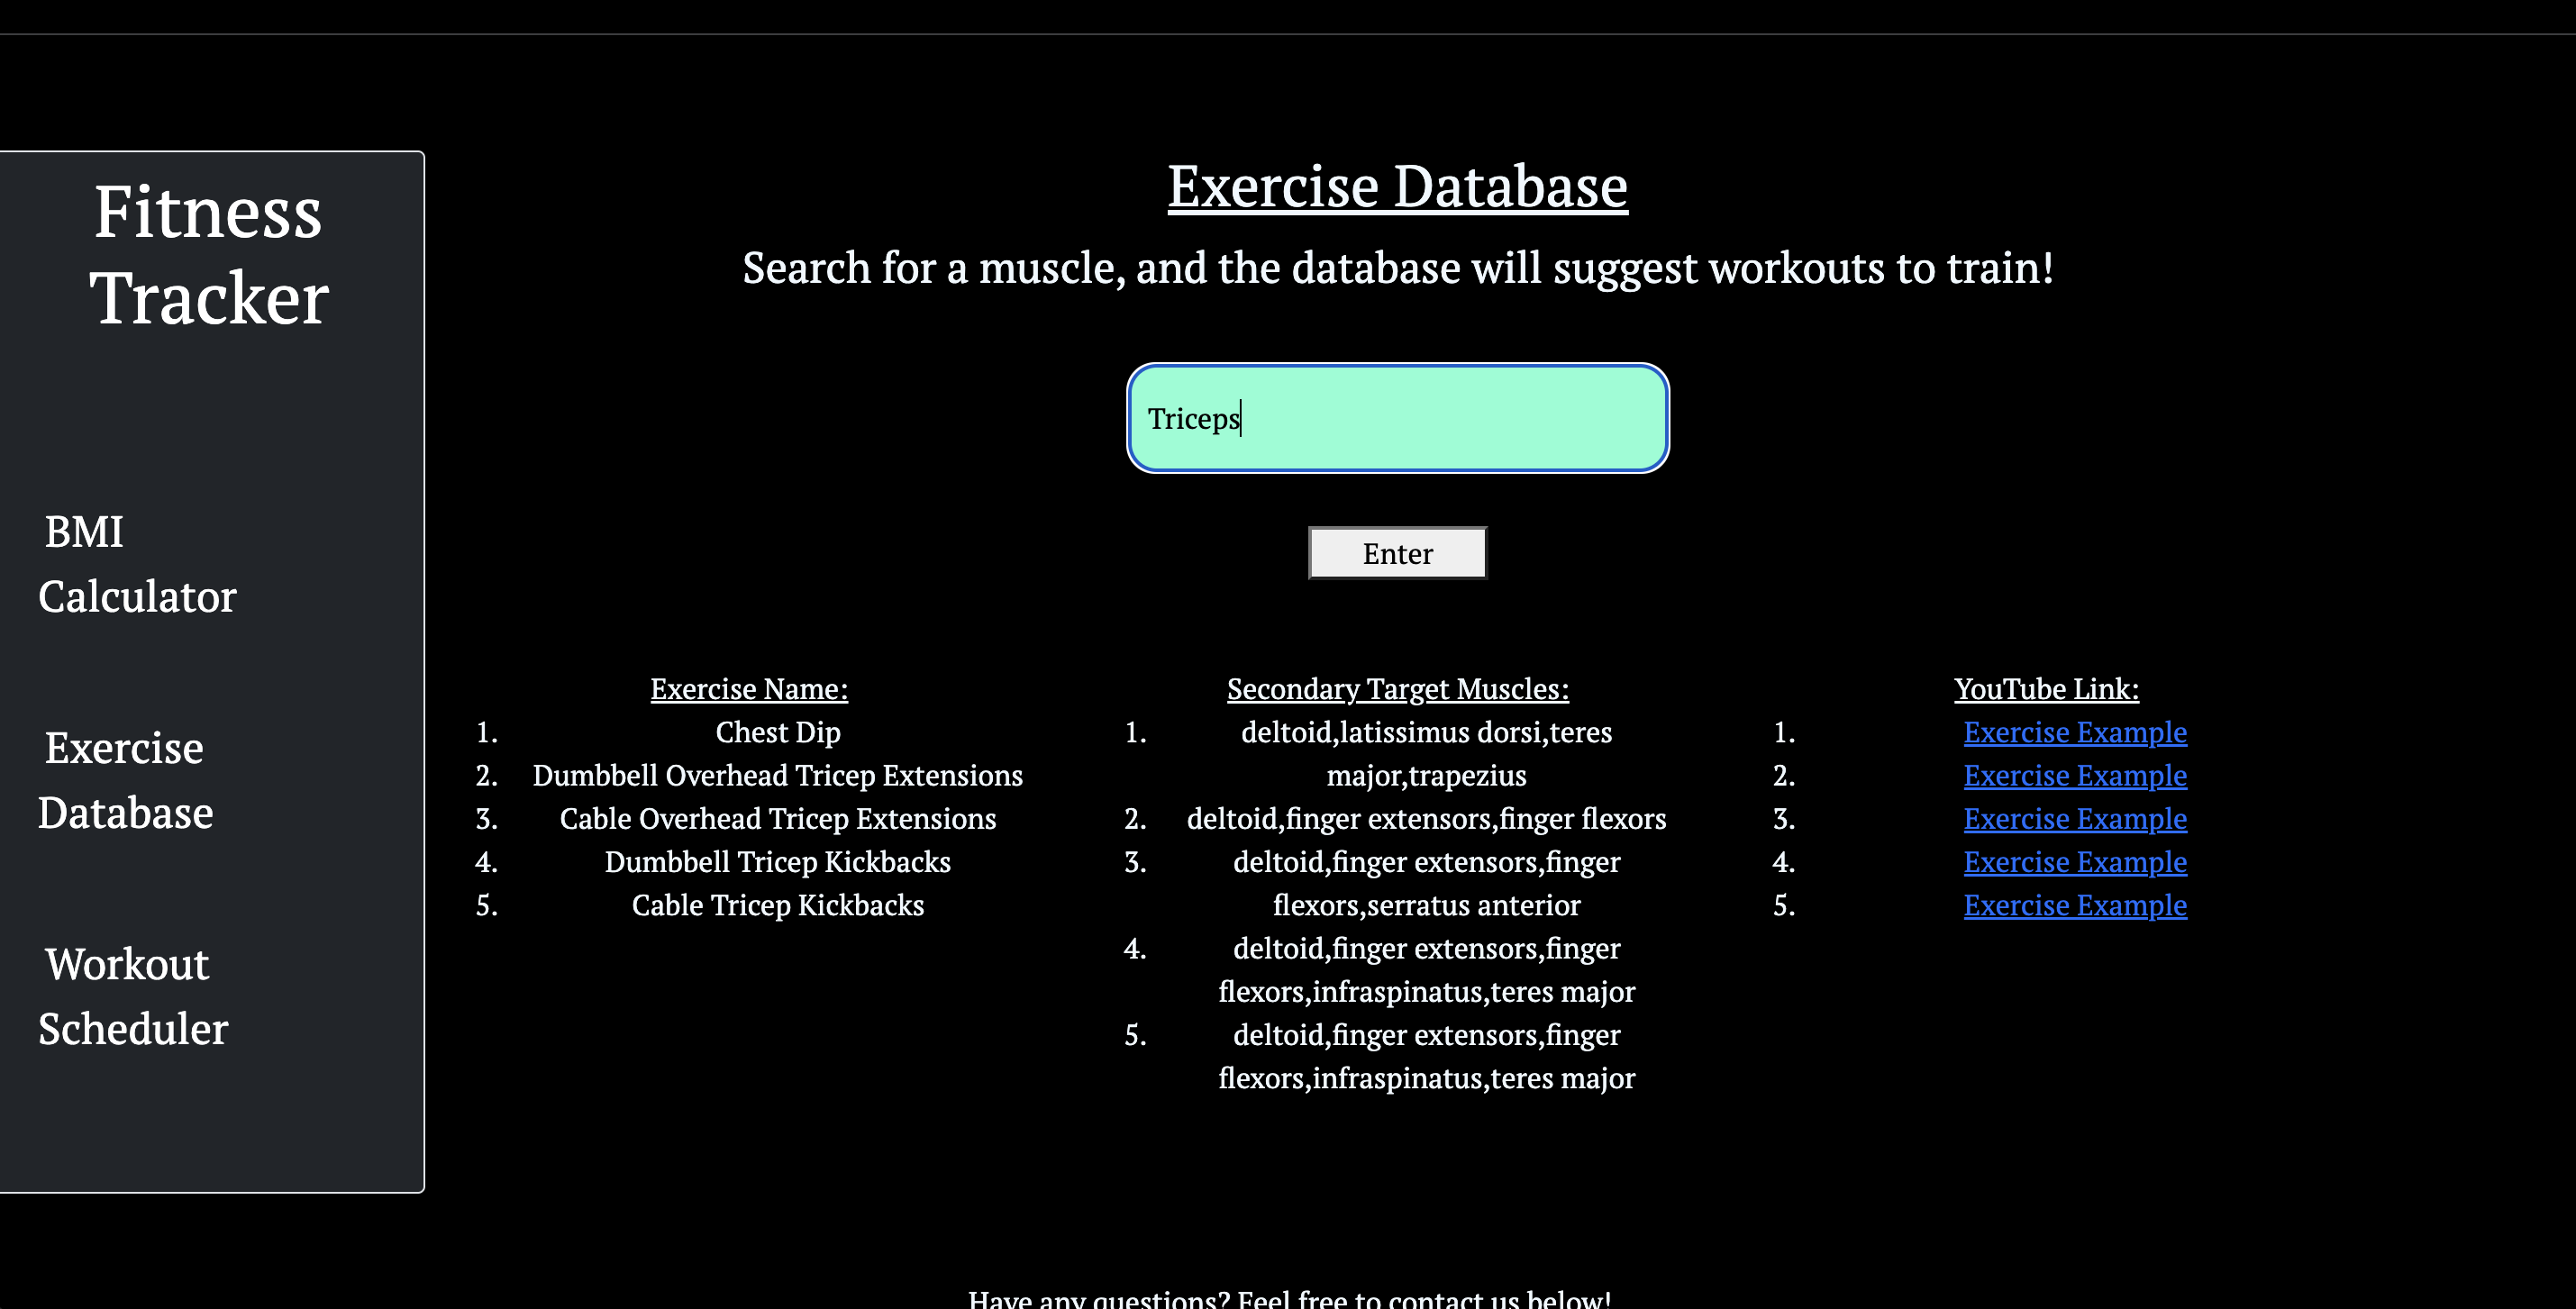 Fitness
Tracker
BMI
Calculator
Exercise
Database
Workout
Scheduler
Exercise Database
Search for a muscle, and the database will suggest workouts to train!
Triceps
Enter
Exercise Name:
1. Chest Dip
2. Dumbbell Overhead Tricep Extensions
3. Cable Overhead Tricep Extensions
4. Dumbbell Tricep Kickbacks
5. Cable Tricep Kickbacks
Secondary Target Muscles:
1. deltoid,latissimus dorsi,teres
major,trapezius
2. deltoid,finger extensors,finger flexors
3. deltoid,finger extensors,finger
flexors,serratus anterior
4. deltoid,finger extensors,finger
flexors,infraspinatus,teres major
5. deltoid,finger extensors,finger
flexors,infraspinatus,teres major
YouTube Link:
1. Exercise Example
2. Exercise Example
3. Exercise Example
4. Exercise Example
5. Exercise Example
Have any questions? Feel free to contact us below!